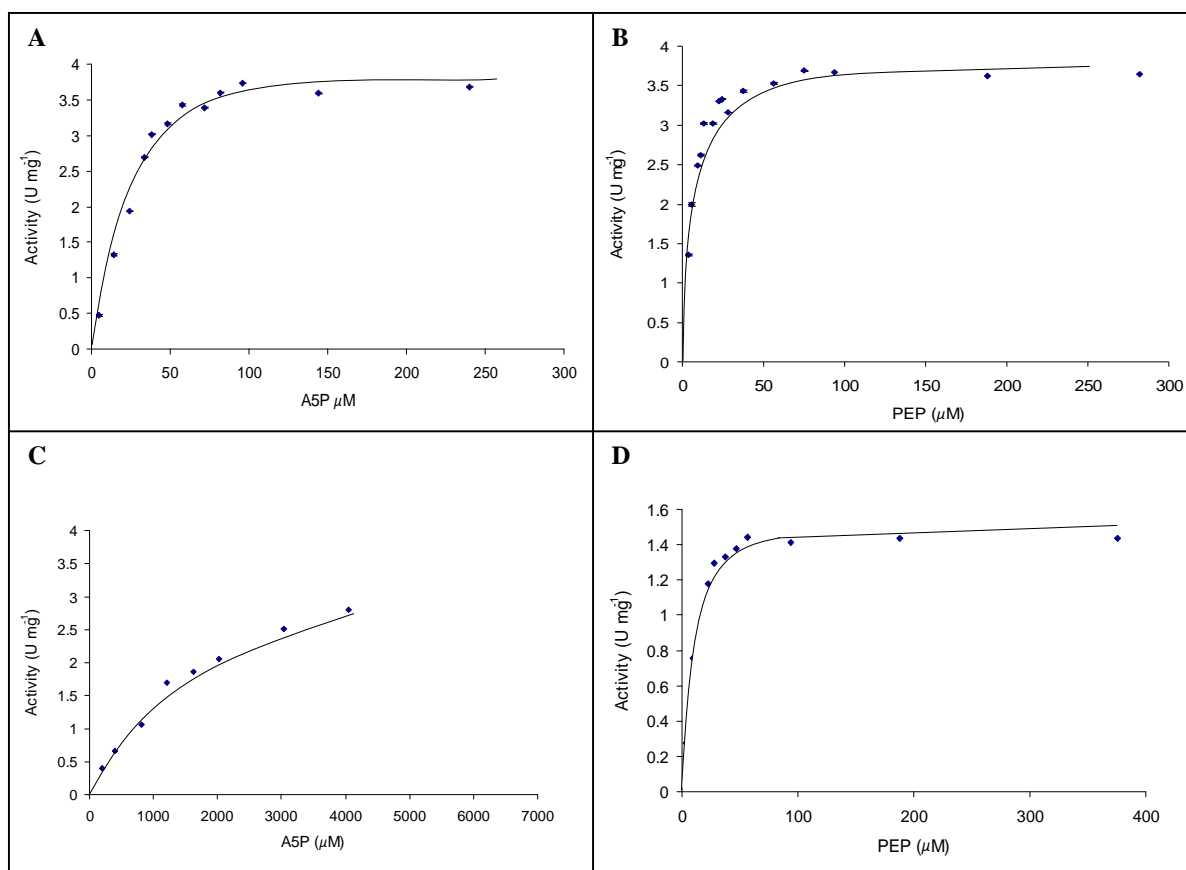 A
Activity (U mg-1)
4
3.5
3
2.5
2
1.5
1
0.5
0
0 50 100 150 200 250 300
A5P µM
B
Activity (U mg-1)
4
3.5
3
2.5
2
1.5
1
0.5
0
0 50 100 150 200 250 300
PEP (µM)
C
Activity (U mg-1)
4
3.5
3
2.5
2
1.5
1
0.5
0
0 1000 2000 3000 4000 5000 6000 7000
A5P (µM)
D
Activity (U mg-1)
1.6
1.4
1.2
1
0.8
0.6
0.4
0.2
0
0 100 200 300 400
PEP (µM)